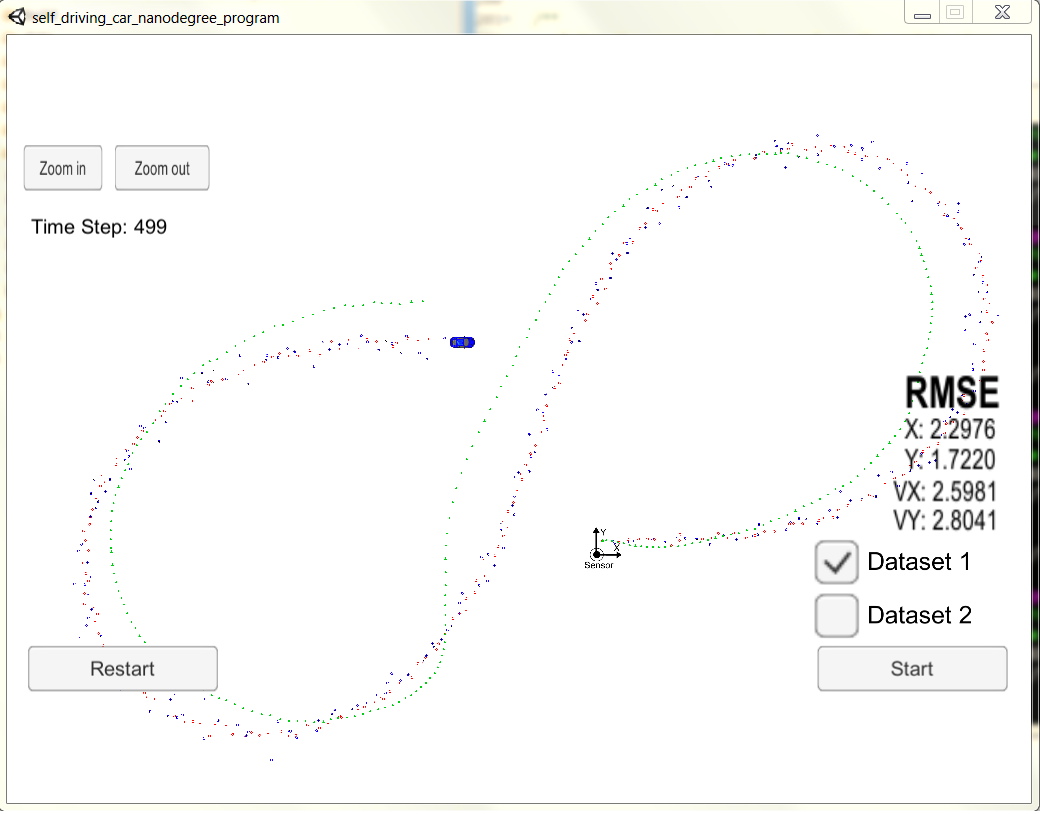 self_driving_car_nanodegree_program
Zoom in
Zoom out
Time Step: 499
RMSE
X: 2.2976
Y: 1.7220
VX: 2.5981
VY: 2.8041
Y
X
Sensor
Dataset 1
Dataset 2
Restart
Start